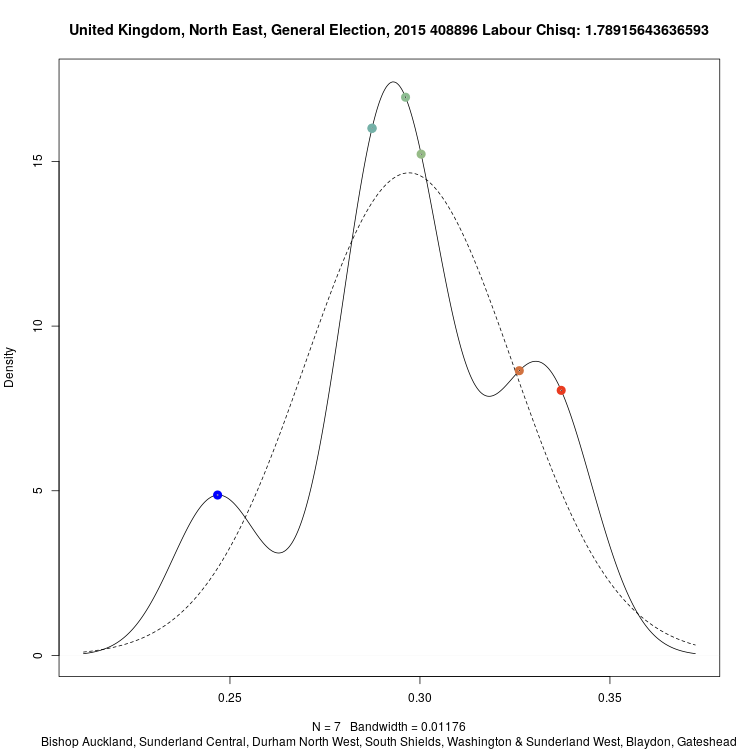 United Kingdom, North East, General Election, 2015 408896 Labour Chisq: 1.78915643636593
15
10
5
0
Density
0.25 0.30 0.35
N = 7 Bandwidth = 0.01176
Bishop Auckland, Sunderland Central, Durham North West, South Shields, Washington & Sunderland West, Blaydon, Gateshead